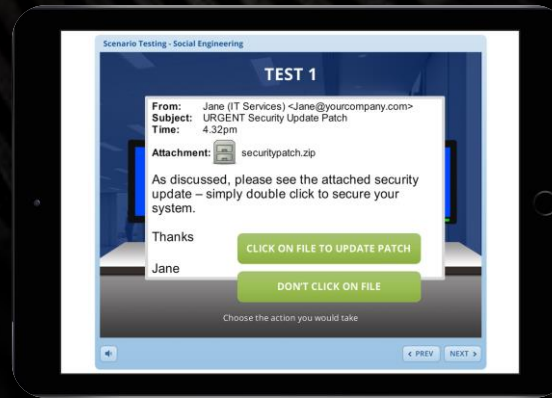 Scenario Testing - Social Engineering
TEST 1
From: Jane (IT Services) <Jane@yourcompany.com>
Subject: URGENT Security Update Patch
Time: 4.32pm
Attachment: securitypatch.zip
As discussed, please see the attached security
update – simply double click to secure your
system.
Thanks
Jane
CLICK ON FILE TO UPDATE PATCH
DON'T CLICK ON FILE
Choose the action you would take
< PREV
NEXT >